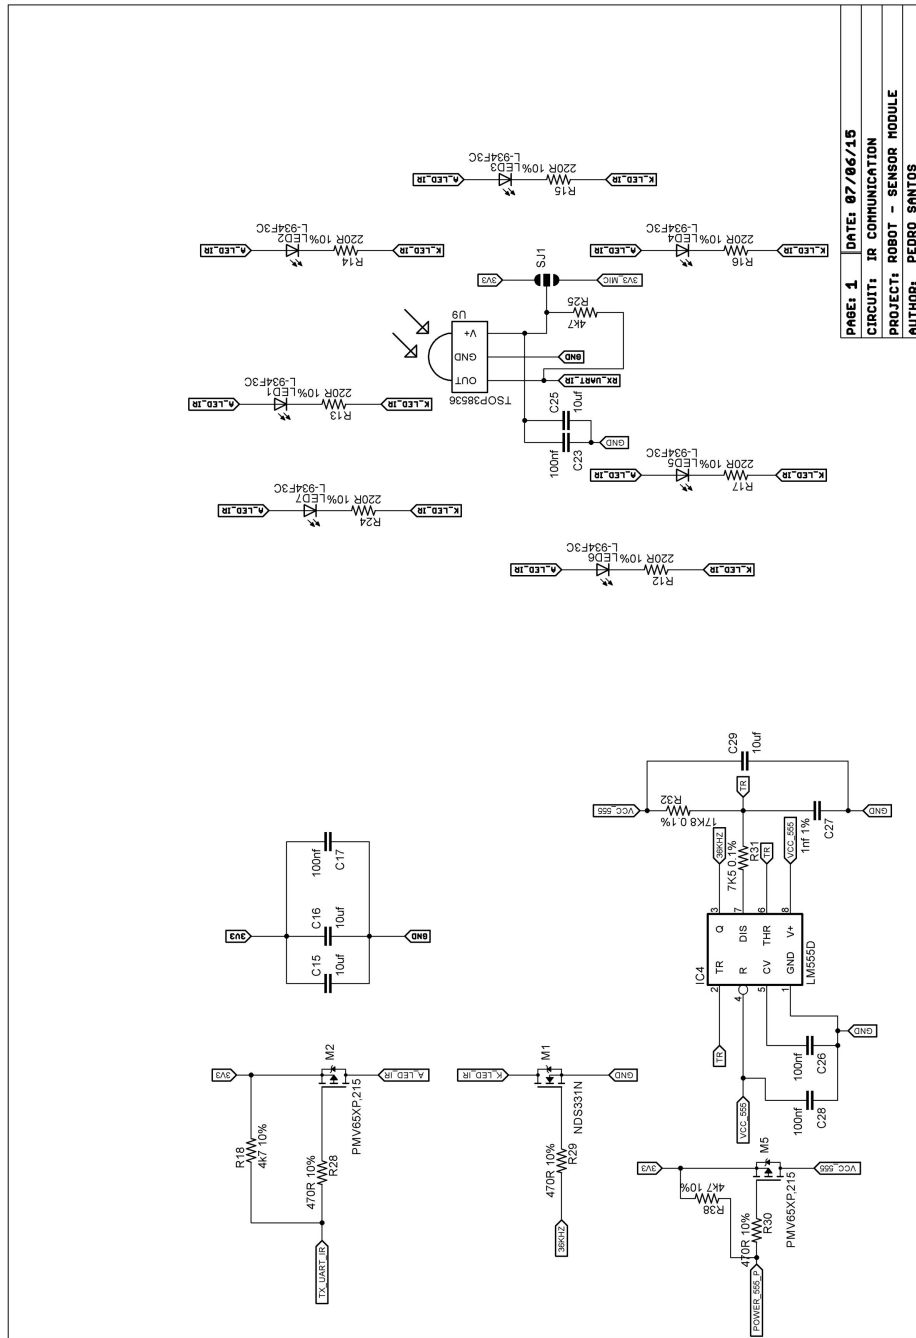 PAGE: 1
DATE: 07/06/15
CIRCUIT: IR COMMUNICATION
PROJECT: ROBOT - SENSOR MODULE
AUTHOR: PEDRO SANTOS
A_LED_IR
L-934F3C
LED3
220R 10%
R15
K_LED_IR
A_LED_IR
L-934F3C
LED2
220R 10%
R14
K_LED_IR
A_LED_IR
L-934F3C
LED4
220R 10%
R16
K_LED_IR
3V3
SJ1
3V3_MIC
R25
4k7
U9
V+
GND
OUT
TSOP38536
GND
RX_UART_IR
C25
10uf
100nf
C23
GND
A_LED_IR
L-934F3C
LED1
220R 10%
R13
K_LED_IR
A_LED_IR
L-934F3C
LED5
220R 10%
R17
K_LED_IR
A_LED_IR
L-934F3C
LED7
220R 10%
R24
K_LED_IR
A_LED_IR
L-934F3C
LED6
220R 10%
R12
K_LED_IR
3V3
C15
10uf
C16
10uf
100nf
C17
GND
3V3
R18
4k7 10%
470R 10%
R28
TX_UART_IR
M2
PMV65XP,215
A_LED_IR
K_LED_IR
M1
NDS331N
GND
470R 10%
R29
36KHZ
VCC_555
R32
17K8 0.1%
TR
C29
10uf
1nf 1%
C27
GND
7K5 0.1%
R31
36KHZ
TR
VCC_555
IC4
LM555D
3
7
6
8
Q
DIS
THR
V+
TR
R
CV
GND
2
4
5
1
TR
VCC_555
100nf
C26
100nf
C28
GND
3V3
4k7 10%
R38
470R 10%
R30
POWER_555_P
M5
PMV65XP,215
VCC_555